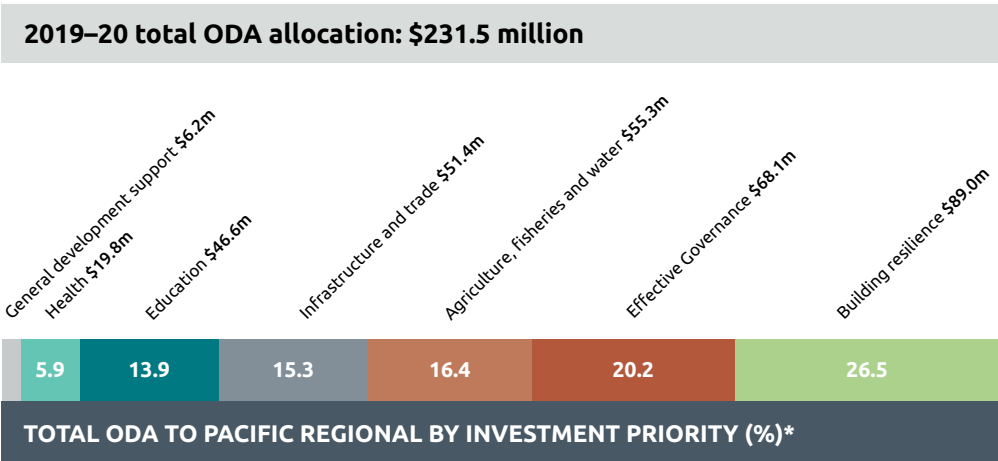 2019–20 total ODA allocation: $231.5 million
General development support $6.2m
Health $19.8m
Education $46.6m
Infrastructure and trade $51.4m
Agriculture, fisheries and water $55.3m
Effective Governance $68.1m
Building resilience $89.0m
5.9 13.9 15.3 16.4 20.2 26.5
TOTAL ODA TO PACIFIC REGIONAL BY INVESTMENT PRIORITY (%)*